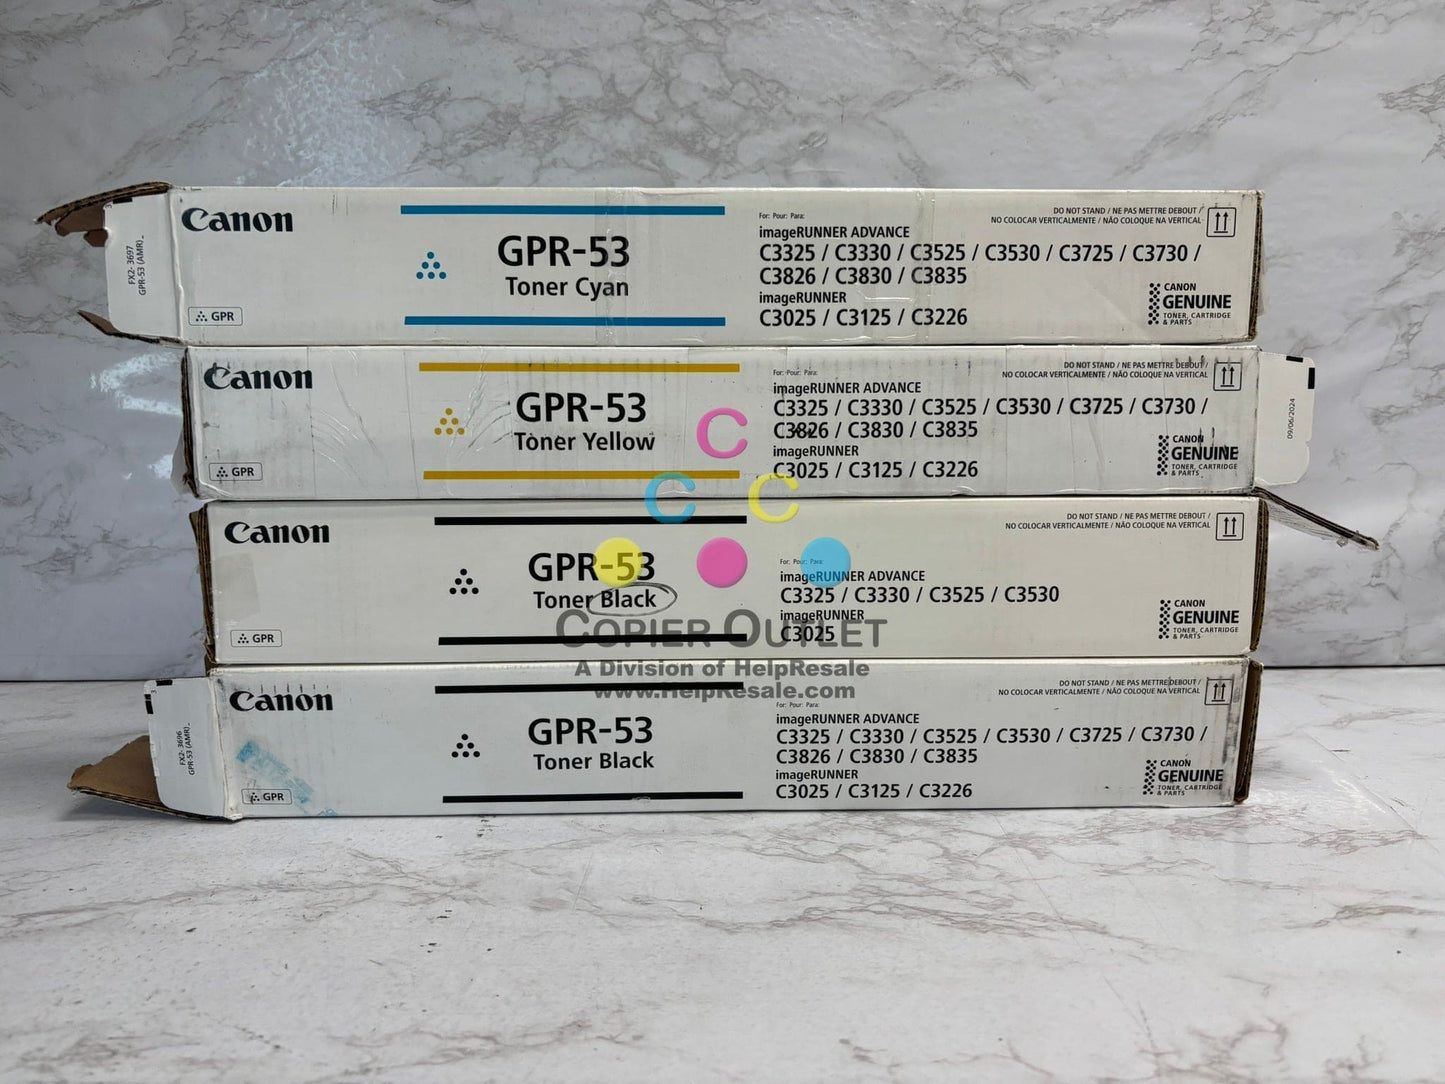 Canon
GPR-53
Toner Cyan
GPR
FX2- 3697
GPR-53 (AMR)_
For: Pour: Para:
imageRUNNER ADVANCE
C3325 / C3330 / C3525 / C3530 / C3725 / C3730 /
C3826 / C3830 / C3835
imageRUNNER
C3025 / C3125 / C3226
DO NOT STAND / NE PAS METTRE DEBOUT /
NO COLOCAR VERTICALMENTE / NÃO COLOQUE NA VERTICAL
CANON
GENUINE
TONER, CARTRIDGE
& PARTS
Canon
GPR-53
Toner Yellow
GPR
For: Pour: Para:
imageRUNNER ADVANCE
C3325 / C3330 / C3525 / C3530 / C3725 / C3730 /
C3826 / C3830 / C3835
imageRUNNER
C3025 / C3125 / C3226
DO NOT STAND / NE PAS METTRE DEBOUT /
NO COLOCAR VERTICALMENTE / NÃO COLOQUE NA VERTICAL
CANON
GENUINE
TONER, CARTRIDGE
& PARTS
09/06/2024
C
C C
Canon
GPR-53
Toner Black
GPR
For: Pour: Para:
imageRUNNER ADVANCE
C3325 / C3330 / C3525 / C3530
imageRUNNER
C3025
DO NOT STAND / NE PAS METTRE DEBOUT /
NO COLOCAR VERTICALMENTE / NÃO COLOQUE NA VERTICAL
CANON
GENUINE
TONER, CARTRIDGE
& PARTS
COPIER OUTLET
A Division of HelpResale
www.HelpResale.com
Canon
GPR-53
Toner Black
GPR
FX2- 3696
GPR-53 (AMR)_
For: Pour: Para:
imageRUNNER ADVANCE
C3325 / C3330 / C3525 / C3530 / C3725 / C3730 /
C3826 / C3830 / C3835
imageRUNNER
C3025 / C3125 / C3226
DO NOT STAND / NE PAS METTRE DEBOUT /
NO COLOCAR VERTICALMENTE / NÃO COLOQUE NA VERTICAL
CANON
GENUINE
TONER, CARTRIDGE
& PARTS